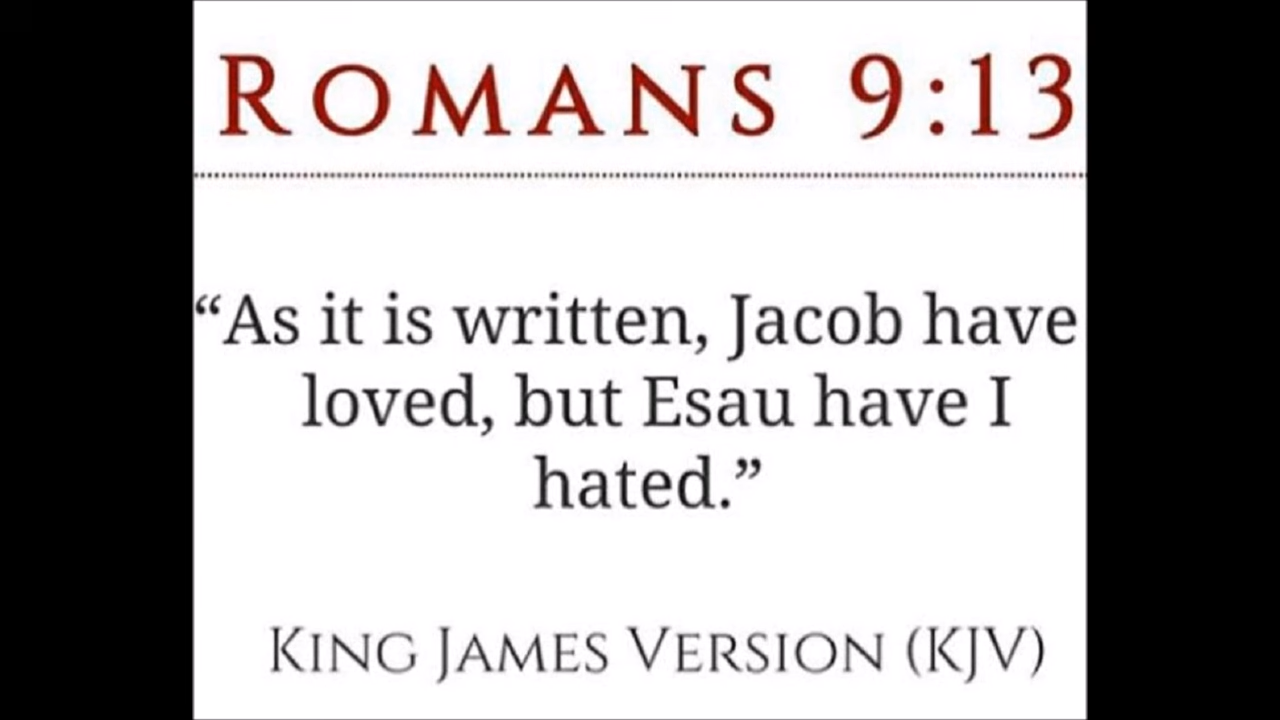 Romans 9:13
“As it is written, Jacob have
loved, but Esau have I
hated.”
King James Version (KJV)